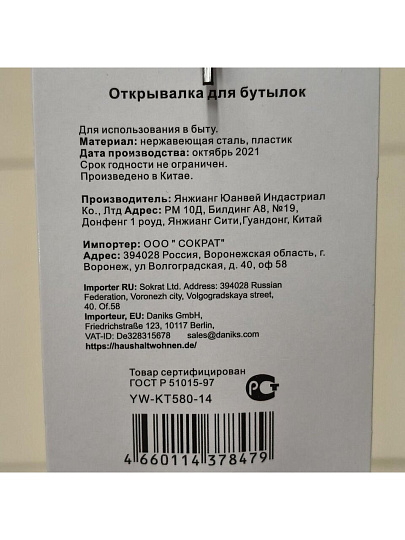 Открывалка для бутылок
Для использования в быту.
Материал: нержавеющая сталь, пластик
Дата производства: октябрь 2021
Срок годности не ограничен.
Произведено в Китае.
Производитель: Янжианг Юанвей Индастриал
Ко., Лтд Адрес: РМ 10Д, Билдинг А8, №19,
Донфенг 1 роуд, Янжианг Сити,Гуандонг, Китай
Импортер: ООО " СОКРАТ"
Адрес: 394028 Россия, Воронежская область, г.
Воронеж, ул Волгоградская, д. 40, оф 58
Importer RU: Sokrat Ltd. Address: 394028 Russian
Federation, Voronezh city, Volgogradskaya street,
40. Of.58
Importeur, EU: Daniks GmbH,
Friedrichstraße 123, 10117 Berlin,
VAT-ID: De328315678 sales@daniks.com
https://haushaltwohnen.de/
Товар сертифицирован
ГОСТ Р 51015-97
YW-KT580-14
4 660114 378479